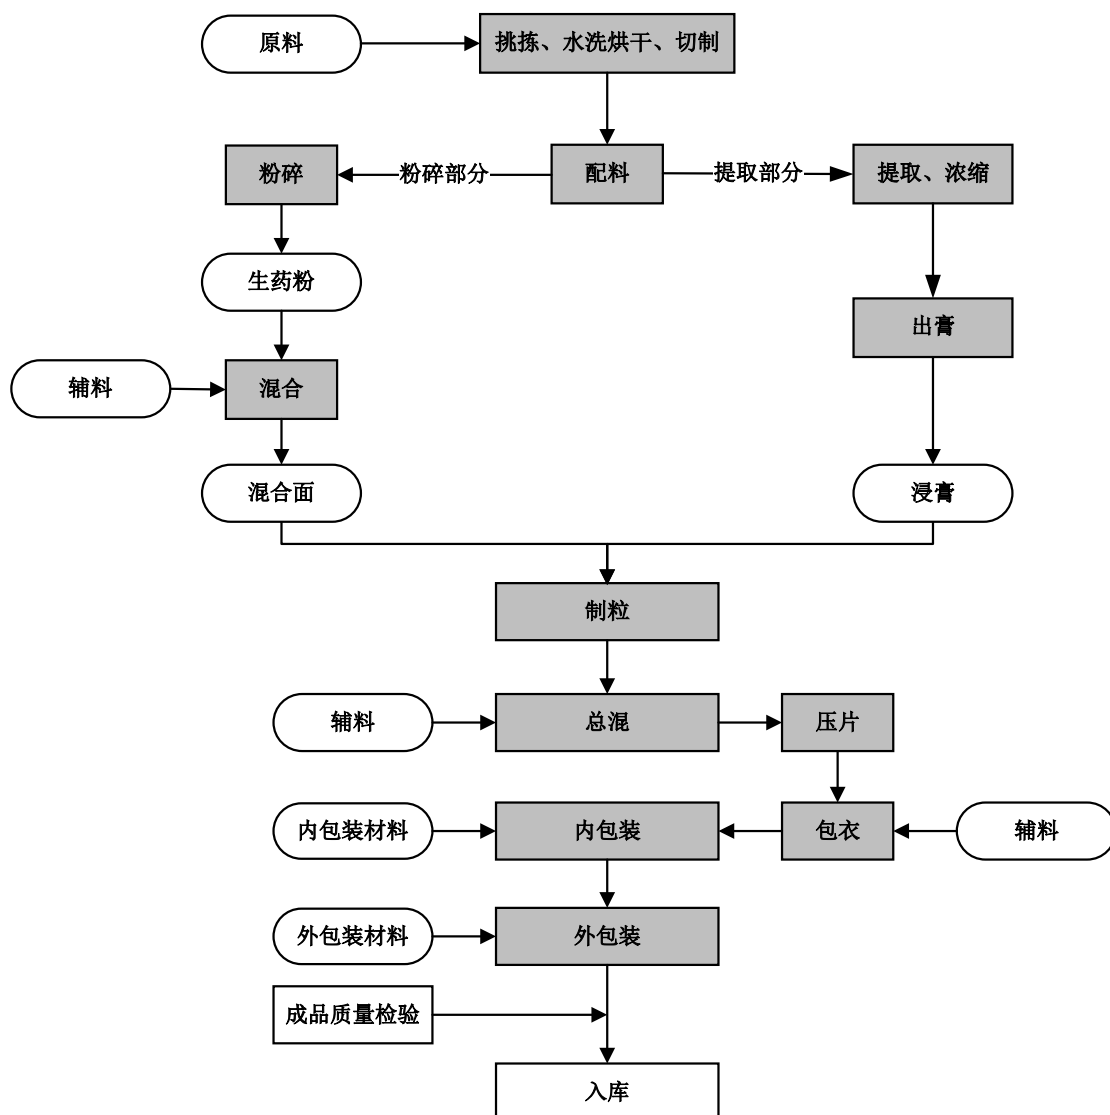 原料
挑拣、水洗烘干、切制
粉碎
粉碎部分
配料
提取部分
提取、浓缩
生药粉
出膏
辅料
混合
混合面
浸膏
制粒
辅料
总混
压片
内包装材料
内包装
包衣
辅料
外包装材料
外包装
成品质量检验
入库